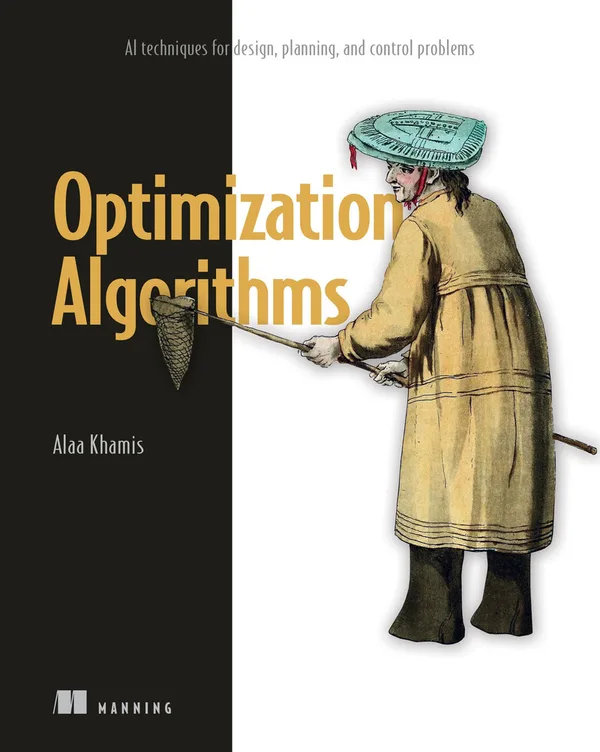 AI techniques for design, planning, and control problems
Optimization
Algorithms
Alaa Khamis
MANNING